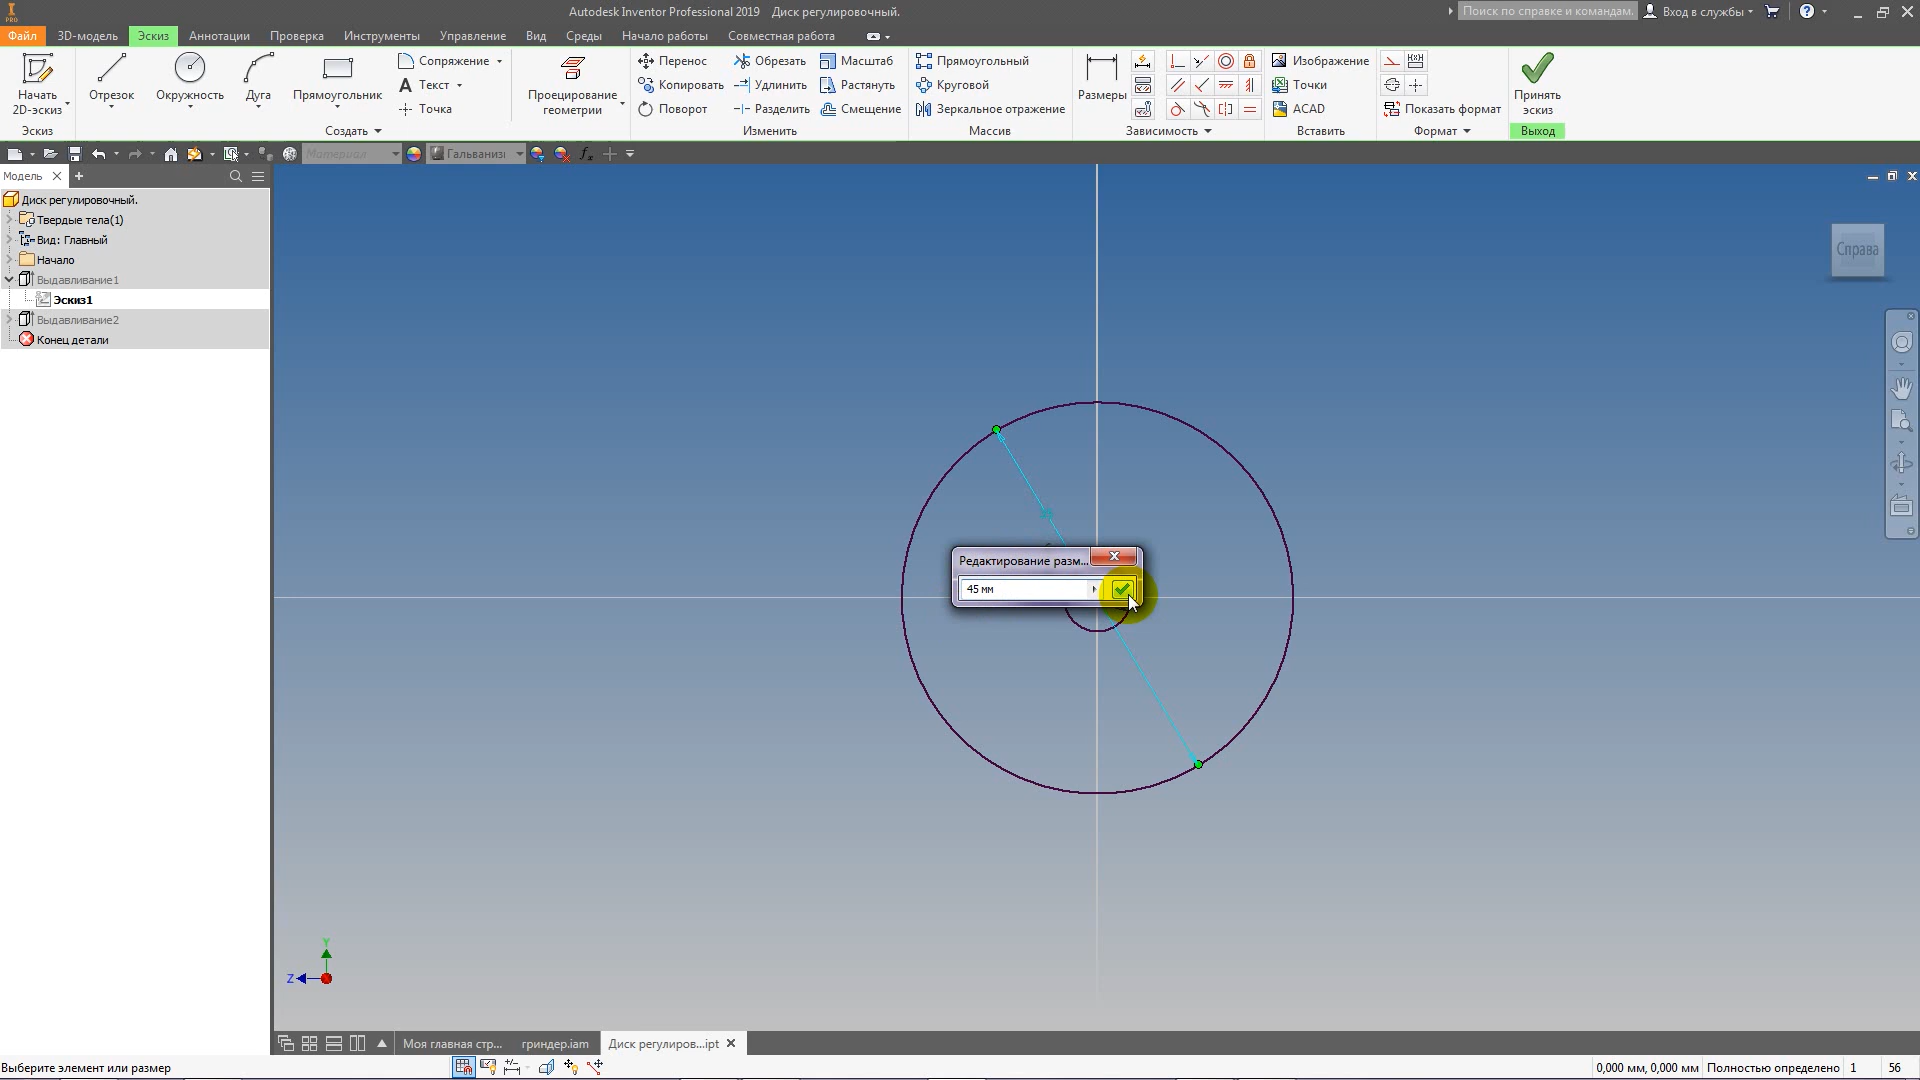 Autodesk Inventor Professional 2019 Диск регулировочный.
Поиск по справке и командам.
Вход в службы
PRO
Файл 3D-модель Эскиз Аннотации Проверка Инструменты Управление Вид Среды Начало работы Совместная работа
Начать
2D-эскиз
Отрезок
Окружность
Дуга
Прямоугольник
Сопряжение
Текст
Точка
Проецирование
геометрии
Перенос
Копировать
Поворот
Обрезать
Удлинить
Разделить
Масштаб
Растянуть
Смещение
Прямоугольный
Круговой
Зеркальное отражение
Размеры
Изображение
Точки
ACAD
Показать формат
Принять
эскиз
Эскиз Создать Изменить Массив Зависимость Вставить Формат Выход
Материал
Гальваниз
Модель
Диск регулировочный.
Твердые тела(1)
Вид: Главный
Начало
Выдавливание1
Эскиз1
Выдавливание2
Конец детали
Справа
Редактирование разм...
45 мм
Y
Z
Моя главная стр...
гриндер.iam
Диск регулиров...ipt
Выберите элемент или размер
0,000 мм, 0,000 мм Полностью определено 1 56